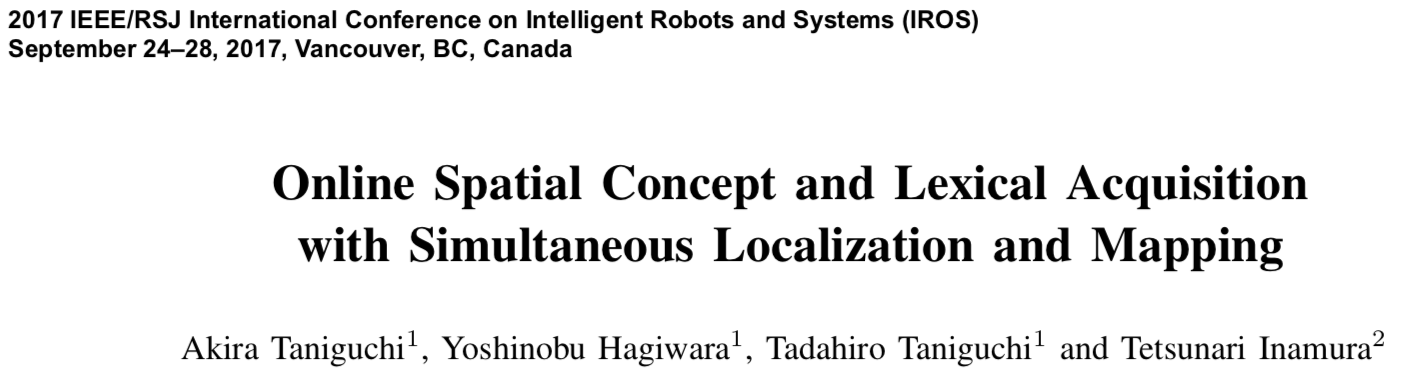 2017 IEEE/RSJ International Conference on Intelligent Robots and Systems (IROS)
September 24–28, 2017, Vancouver, BC, Canada
Online Spatial Concept and Lexical Acquisition
with Simultaneous Localization and Mapping
Akira Taniguchi¹, Yoshinobu Hagiwara¹, Tadahiro Taniguchi¹ and Tetsunari Inamura²